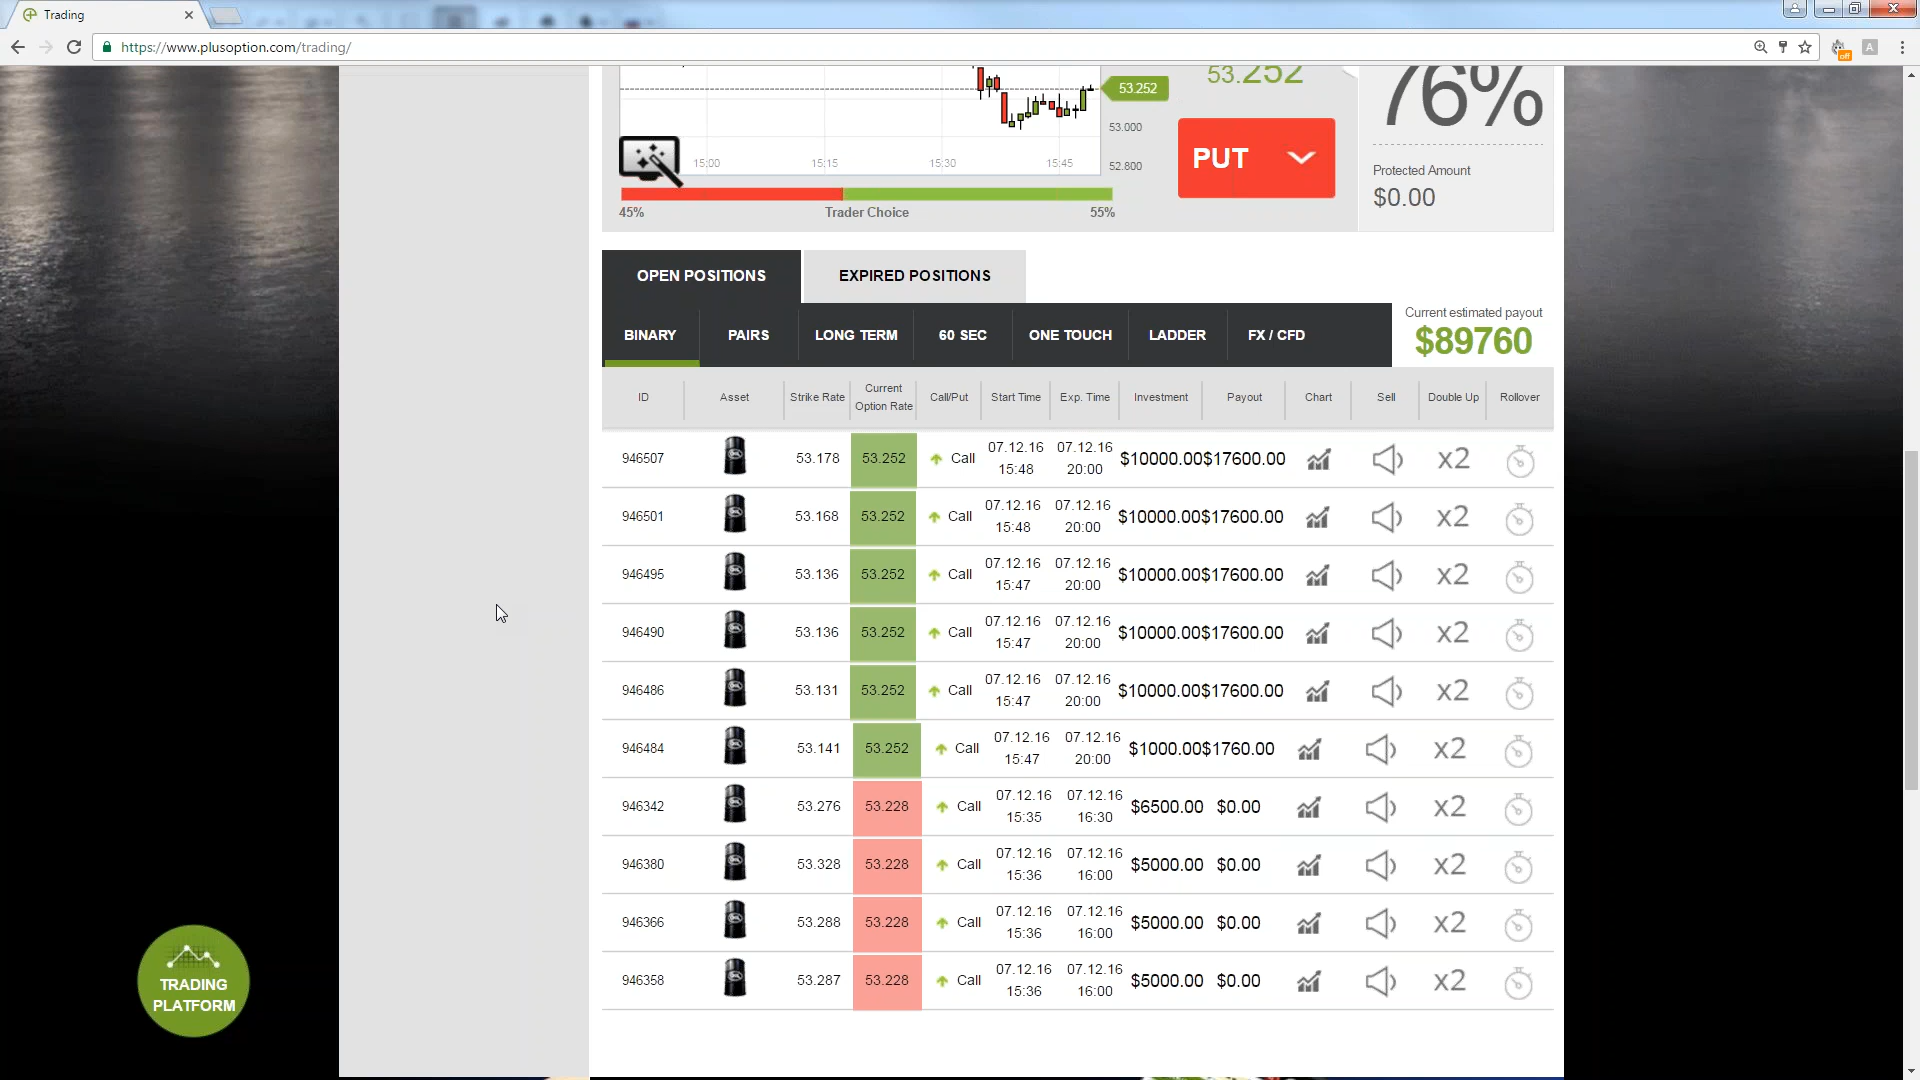 Trading
https://www.plusoption.com/trading/
off
A
53.252
53.252
53.000
52.800
15:00 15:15 15:30 15:45
45% Trader Choice 55%
PUT
76%
Protected Amount
$0.00
OPEN POSITIONS EXPIRED POSITIONS
BINARY PAIRS LONG TERM 60 SEC ONE TOUCH LADDER FX / CFD
Current estimated payout
$89760
ID Asset Strike Rate Current Option Rate Call/Put Start Time Exp. Time Investment Payout Chart Sell Double Up Rollover
946507 53.178 53.252 Call 07.12.16 15:48 07.12.16 20:00 $10000.00 $17600.00 x2
946501 53.168 53.252 Call 07.12.16 15:48 07.12.16 20:00 $10000.00 $17600.00 x2
946495 53.136 53.252 Call 07.12.16 15:47 07.12.16 20:00 $10000.00 $17600.00 x2
946490 53.136 53.252 Call 07.12.16 15:47 07.12.16 20:00 $10000.00 $17600.00 x2
946486 53.131 53.252 Call 07.12.16 15:47 07.12.16 20:00 $10000.00 $17600.00 x2
946484 53.141 53.252 Call 07.12.16 15:47 07.12.16 20:00 $1000.00 $1760.00 x2
946342 53.276 53.228 Call 07.12.16 15:35 07.12.16 16:30 $6500.00 $0.00 x2
946380 53.328 53.228 Call 07.12.16 15:36 07.12.16 16:00 $5000.00 $0.00 x2
946366 53.288 53.228 Call 07.12.16 15:36 07.12.16 16:00 $5000.00 $0.00 x2
946358 53.287 53.228 Call 07.12.16 15:36 07.12.16 16:00 $5000.00 $0.00 x2
TRADING
PLATFORM